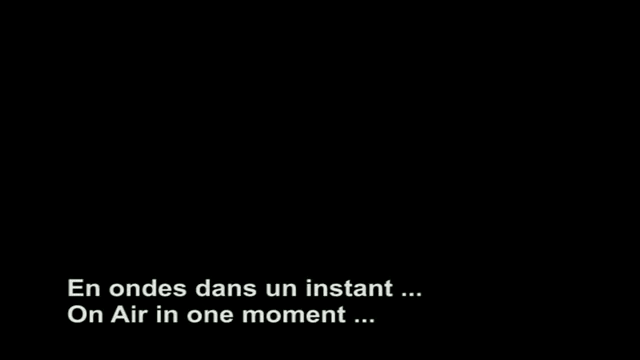 En ondes dans un instant ...
On Air in one moment ...